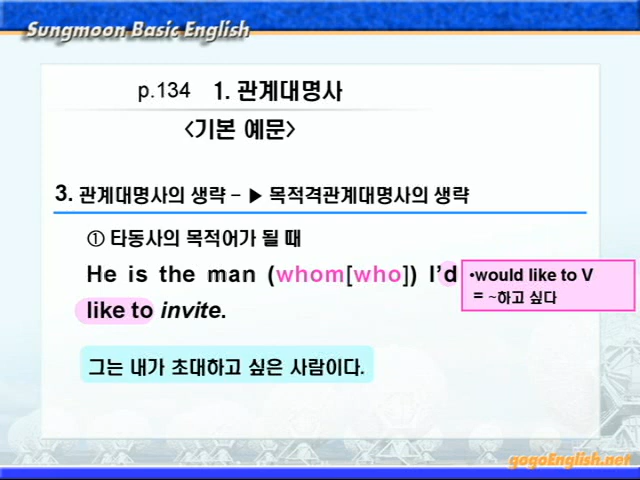 Sungmoon Basic English
p.134 1. 관계대명사
<기본 예문>
3. 관계대명사의 생략 – ▶ 목적격관계대명사의 생략
① 타동사의 목적어가 될 때
He is the man (whom[who]) I'd
like to invite.
•would like to V
= ~하고 싶다
그는 내가 초대하고 싶은 사람이다.
gogoEnglish.net